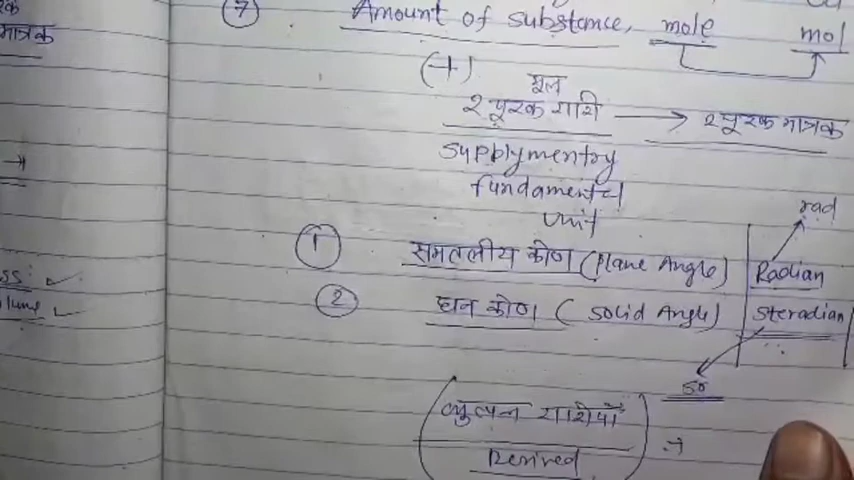 मात्रक
7 Amount of substance, mole mol
(+)
मूल
2 पूरक राशि → 2 पूरक मात्रक
Supplymentry
fundamental
Unit
rad
1 समतलीय कोण (Plane Angle) Radian
2 घन कोण (Solid Angle) Steradian
व्युत्पन्न राशियाँ
Derived